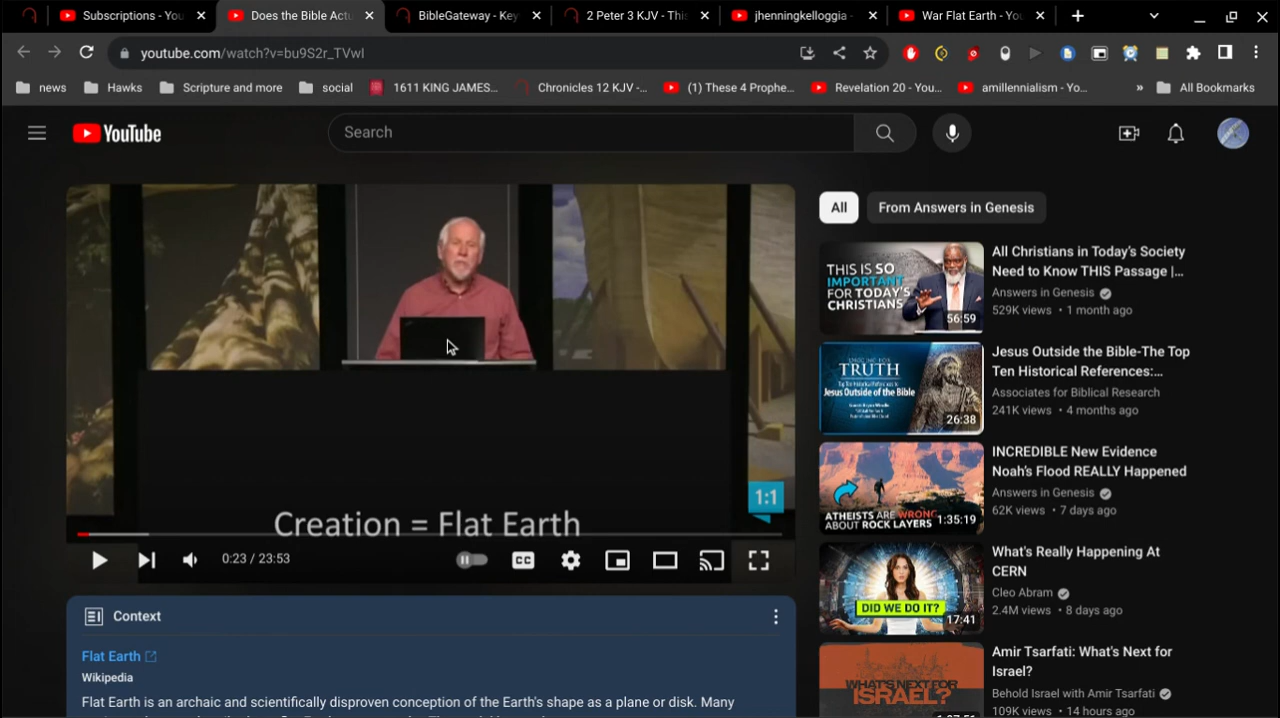 Subscriptions - You
Does the Bible Actu
BibleGateway - Key
2 Peter 3 KJV - This
jhenningkelloggia -
War Flat Earth - You
youtube.com/watch?v=bu9S2r_TVwI
news
Hawks
Scripture and more
social
1611 KING JAMES...
Chronicles 12 KJV -...
(1) These 4 Prophe...
Revelation 20 - You...
amillennialism - Yo...
»
All Bookmarks
YouTube
Search
1:1
Creation = Flat Earth
0:23 / 23:53
CC
Context
Flat Earth
Wikipedia
Flat Earth is an archaic and scientifically disproven conception of the Earth's shape as a plane or disk. Many
All
From Answers in Genesis
THIS IS SO
IMPORTANT
FOR TODAY'S
CHRISTIANS
56:59
All Christians in Today's Society
Need to Know THIS Passage |...
Answers in Genesis
529K views • 1 month ago
TRUTH
Jesus Outside of the Bible
26:38
Jesus Outside the Bible-The Top
Ten Historical References:...
Associates for Biblical Research
241K views • 4 months ago
ATHEISTS ARE WRONG
ABOUT ROCK LAYERS
1:35:19
INCREDIBLE New Evidence
Noah's Flood REALLY Happened
Answers in Genesis
62K views • 7 days ago
DID WE DO IT?
17:41
What's Really Happening At
CERN
Cleo Abram
2.4M views • 8 days ago
WHAT'S NEXT FOR
ISRAEL?
Amir Tsarfati: What's Next for
Israel?
Behold Israel with Amir Tsarfati
109K views • 14 hours ago